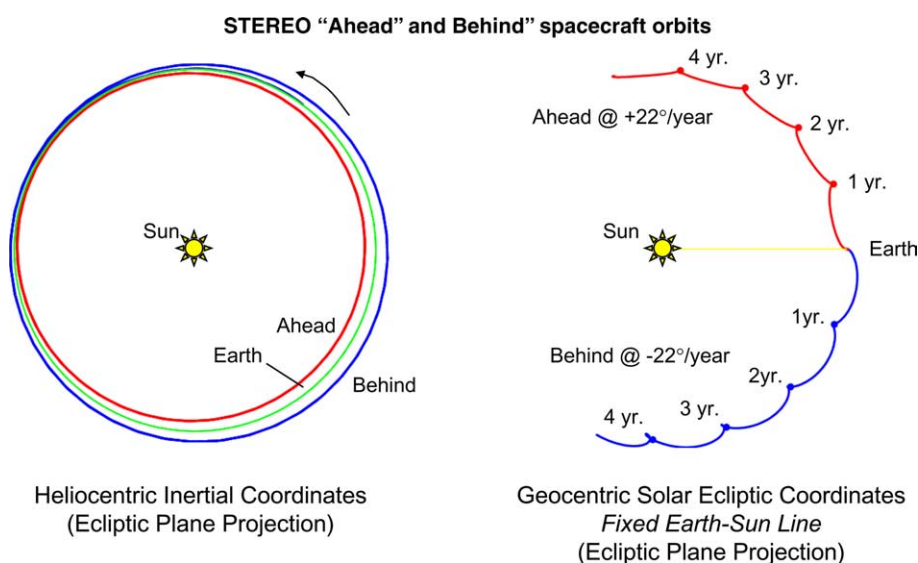 STEREO “Ahead” and Behind” spacecraft orbits
Sun
Ahead
Earth
Behind
Heliocentric Inertial Coordinates
(Ecliptic Plane Projection)
4 yr.
3 yr.
Ahead @ +22°/year
2 yr.
1 yr.
Sun
Earth
1yr.
Behind @ -22°/year
2yr.
3 yr.
4 yr.
Geocentric Solar Ecliptic Coordinates
Fixed Earth-Sun Line
(Ecliptic Plane Projection)